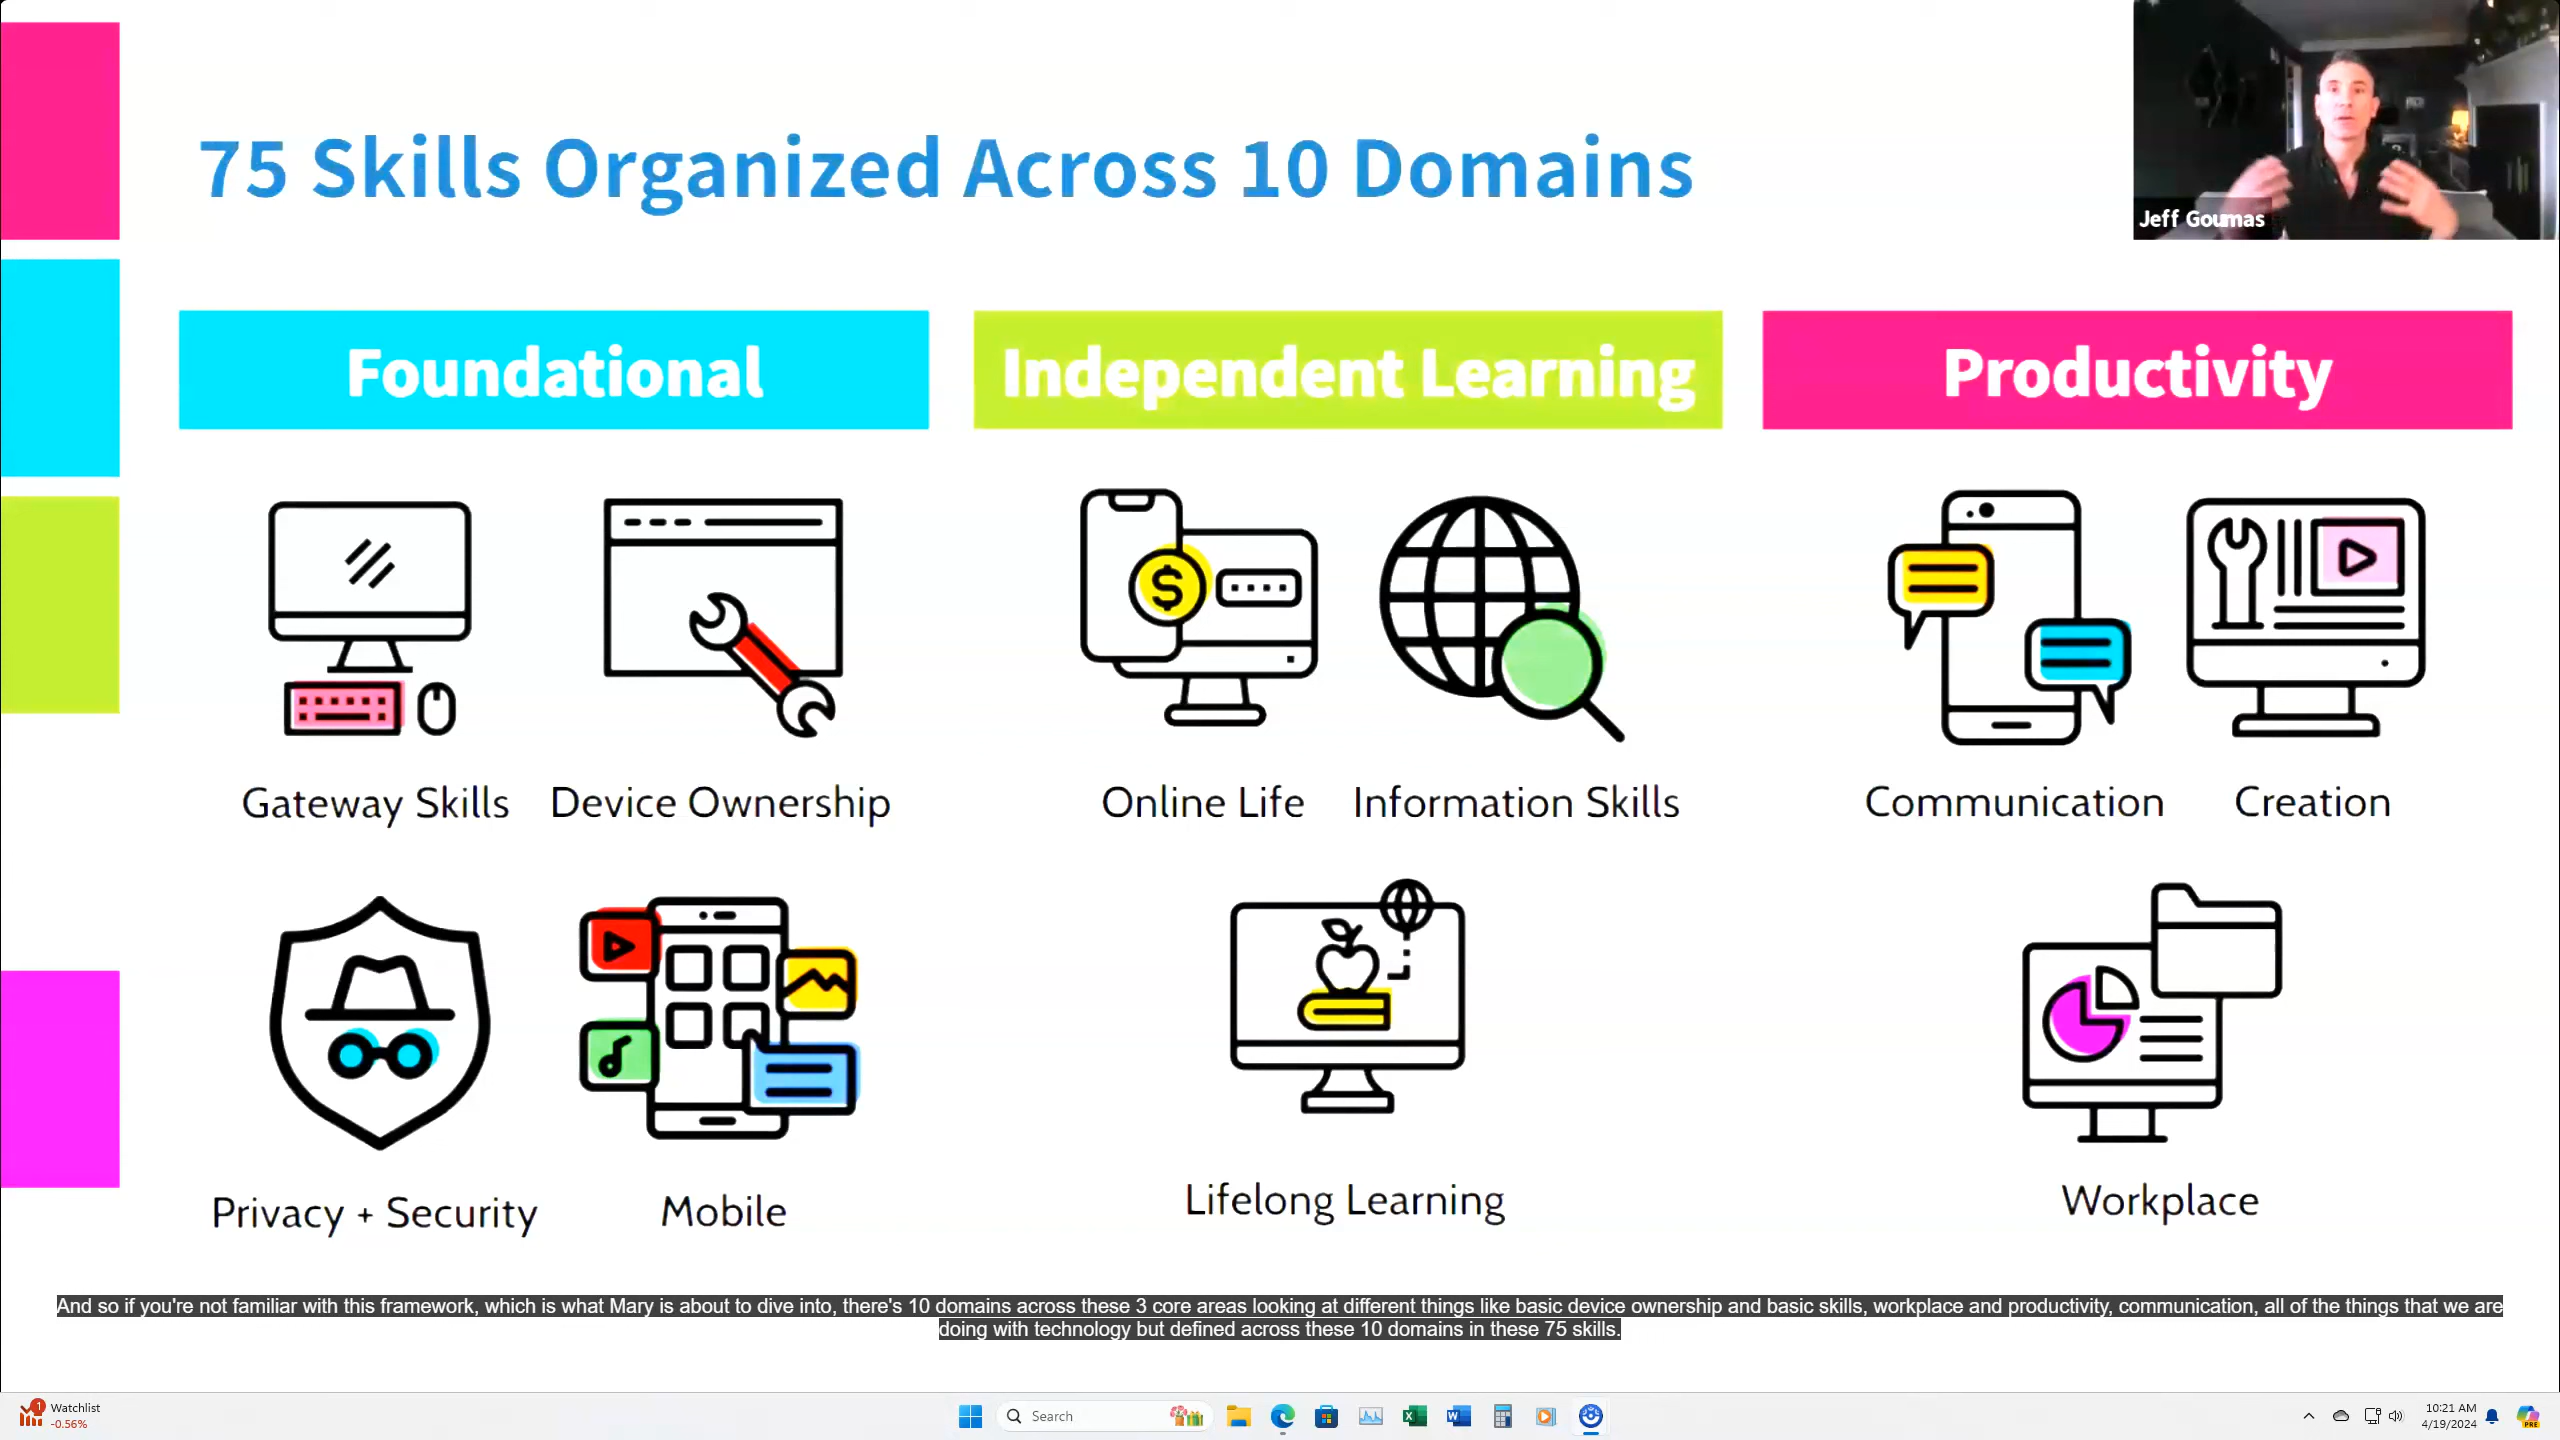 75 Skills Organized Across 10 Domains
Jeff Goumas
Foundational
Independent Learning
Productivity
$
Gateway Skills
Device Ownership
Online Life
Information Skills
Communication
Creation
Privacy + Security
Mobile
Lifelong Learning
Workplace
And so if you're not familiar with this framework, which is what Mary is about to dive into, there's 10 domains across these 3 core areas looking at different things like basic device ownership and basic skills, workplace and productivity, communication, all of the things that we are
doing with technology but defined across these 10 domains in these 75 skills.
1
Watchlist
-0.56%
Search
10:21 AM
4/19/2024
PRE